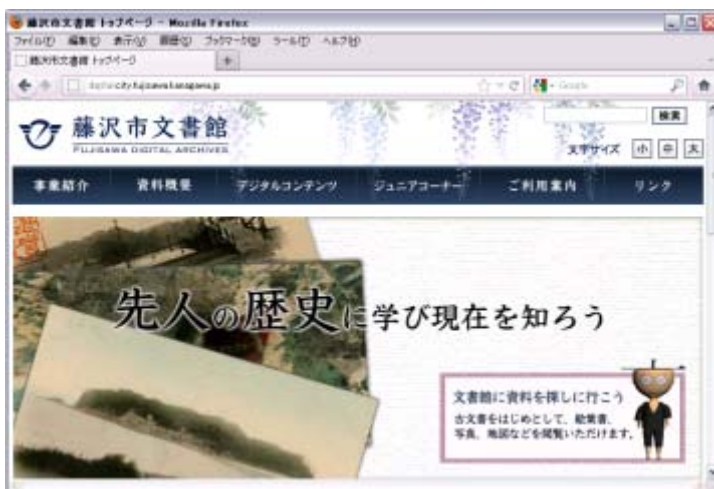 藤沢市文書館 トップページ - Mozilla Firefox
ファイル(F) 編集(E) 表示(V) 履歴(S) ブックマーク(B) ツール(T) ヘルプ(H)
藤沢市文書館 トップページ +
city.fujisawa.kanagawa.jp Google
藤沢市文書館
FUJISAWA DIGITAL ARCHIVES
検索
文字サイズ 小 中 大
事業紹介 資料概要 デジタルコンテンツ ジュニアコーナー ご利用案内 リンク
先人の歴史に学び現在を知ろう
文書館に資料を探しに行こう
古文書をはじめとして、絵葉書、
写真、地図などを閲覧いただけます。